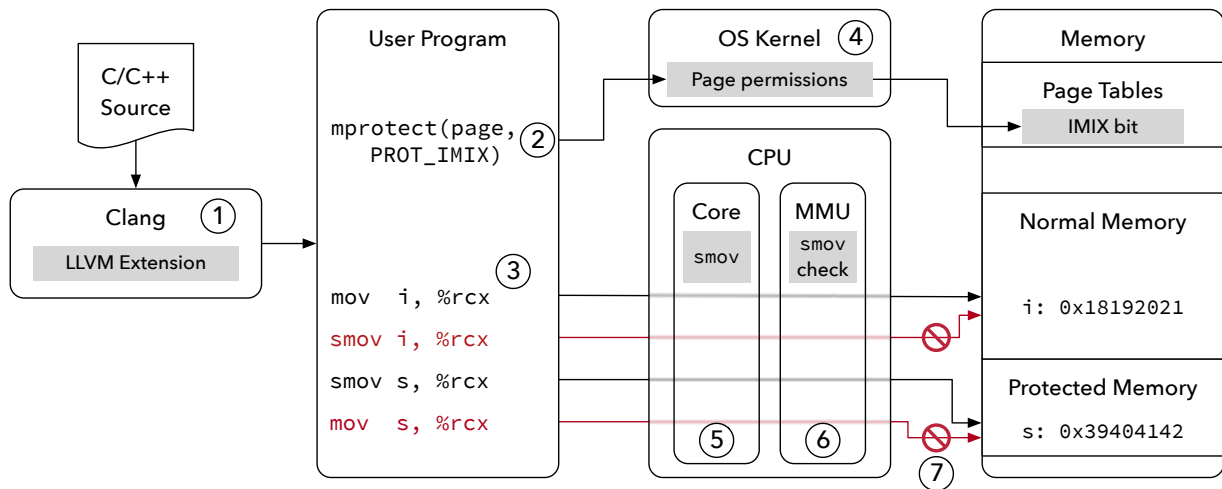 C/C++
Source
Clang
1
LLVM Extension
User Program
mprotect(page,
PROT_IMIX)
2
3
mov i, %rcx
smov i, %rcx
smov s, %rcx
mov s, %rcx
OS Kernel
4
Page permissions
CPU
Core
smov
5
MMU
smov
check
6
7
Memory
Page Tables
IMIX bit
Normal Memory
i: 0x18192021
Protected Memory
s: 0x39404142